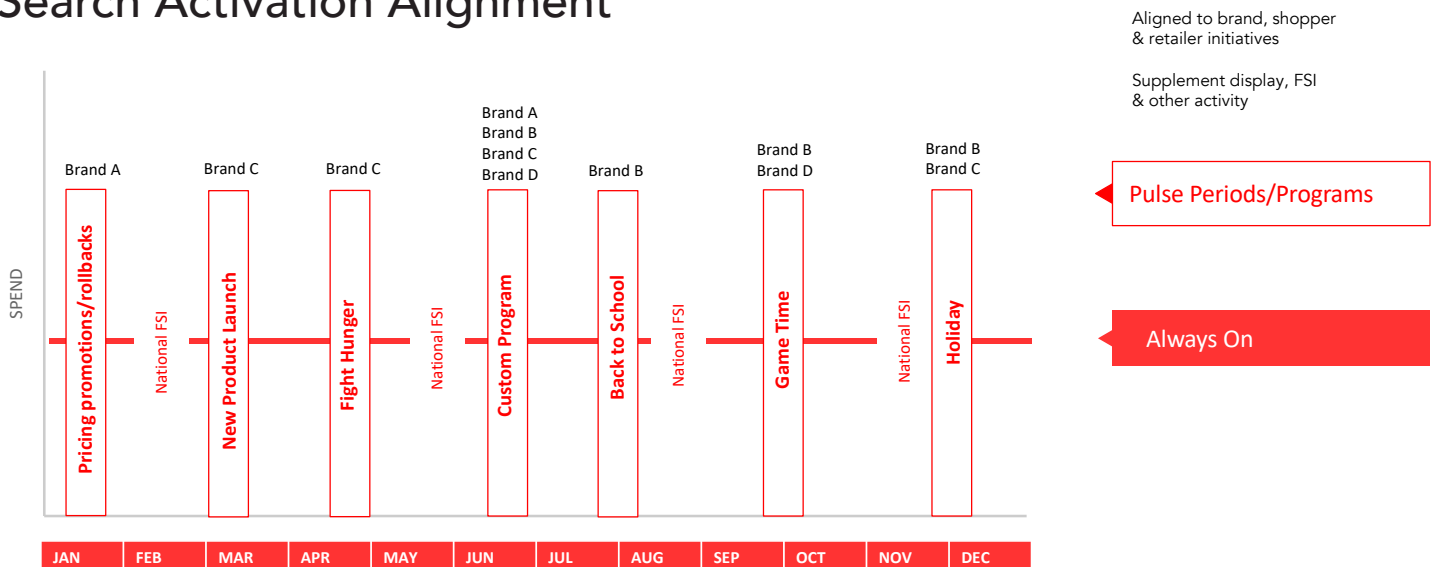 Search Activation Alignment
Aligned to brand, shopper
& retailer initiatives
Supplement display, FSI
& other activity
Brand A
Brand C
Brand C
Brand A
Brand B
Brand C
Brand D
Brand B
Brand B
Brand D
Brand B
Brand C
Pulse Periods/Programs
Always On
SPEND
Pricing promotions/rollbacks
National FSI
New Product Launch
Fight Hunger
National FSI
Custom Program
Back to School
National FSI
Game Time
National FSI
Holiday
JAN
FEB
MAR
APR
MAY
JUN
JUL
AUG
SEP
OCT
NOV
DEC